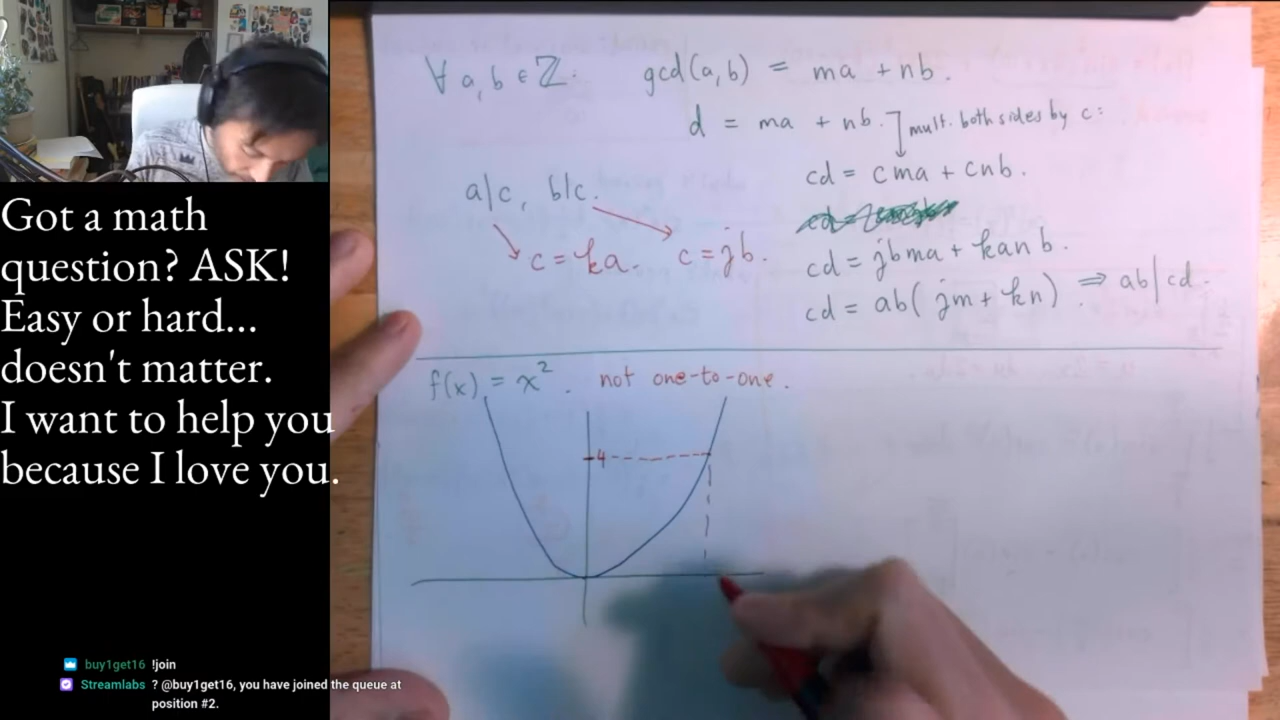 Got a math
question? ASK!
Easy or hard...
doesn't matter.
I want to help you
because I love you.
buy1get16 !join
Streamlabs ? @buy1get16, you have joined the queue at
position #2.
∀ a, b ∈ ℤ. gcd(a, b) = ma + nb.
d = ma + nb. mult. both sides by c:
cd = cma + cnb.
a|c, b|c.
c = ka. c = jb.
cd = jbma + kanb.
cd = ab( jm + kn) ⇒ ab|cd.
f(x) = x². not one-to-one.
4